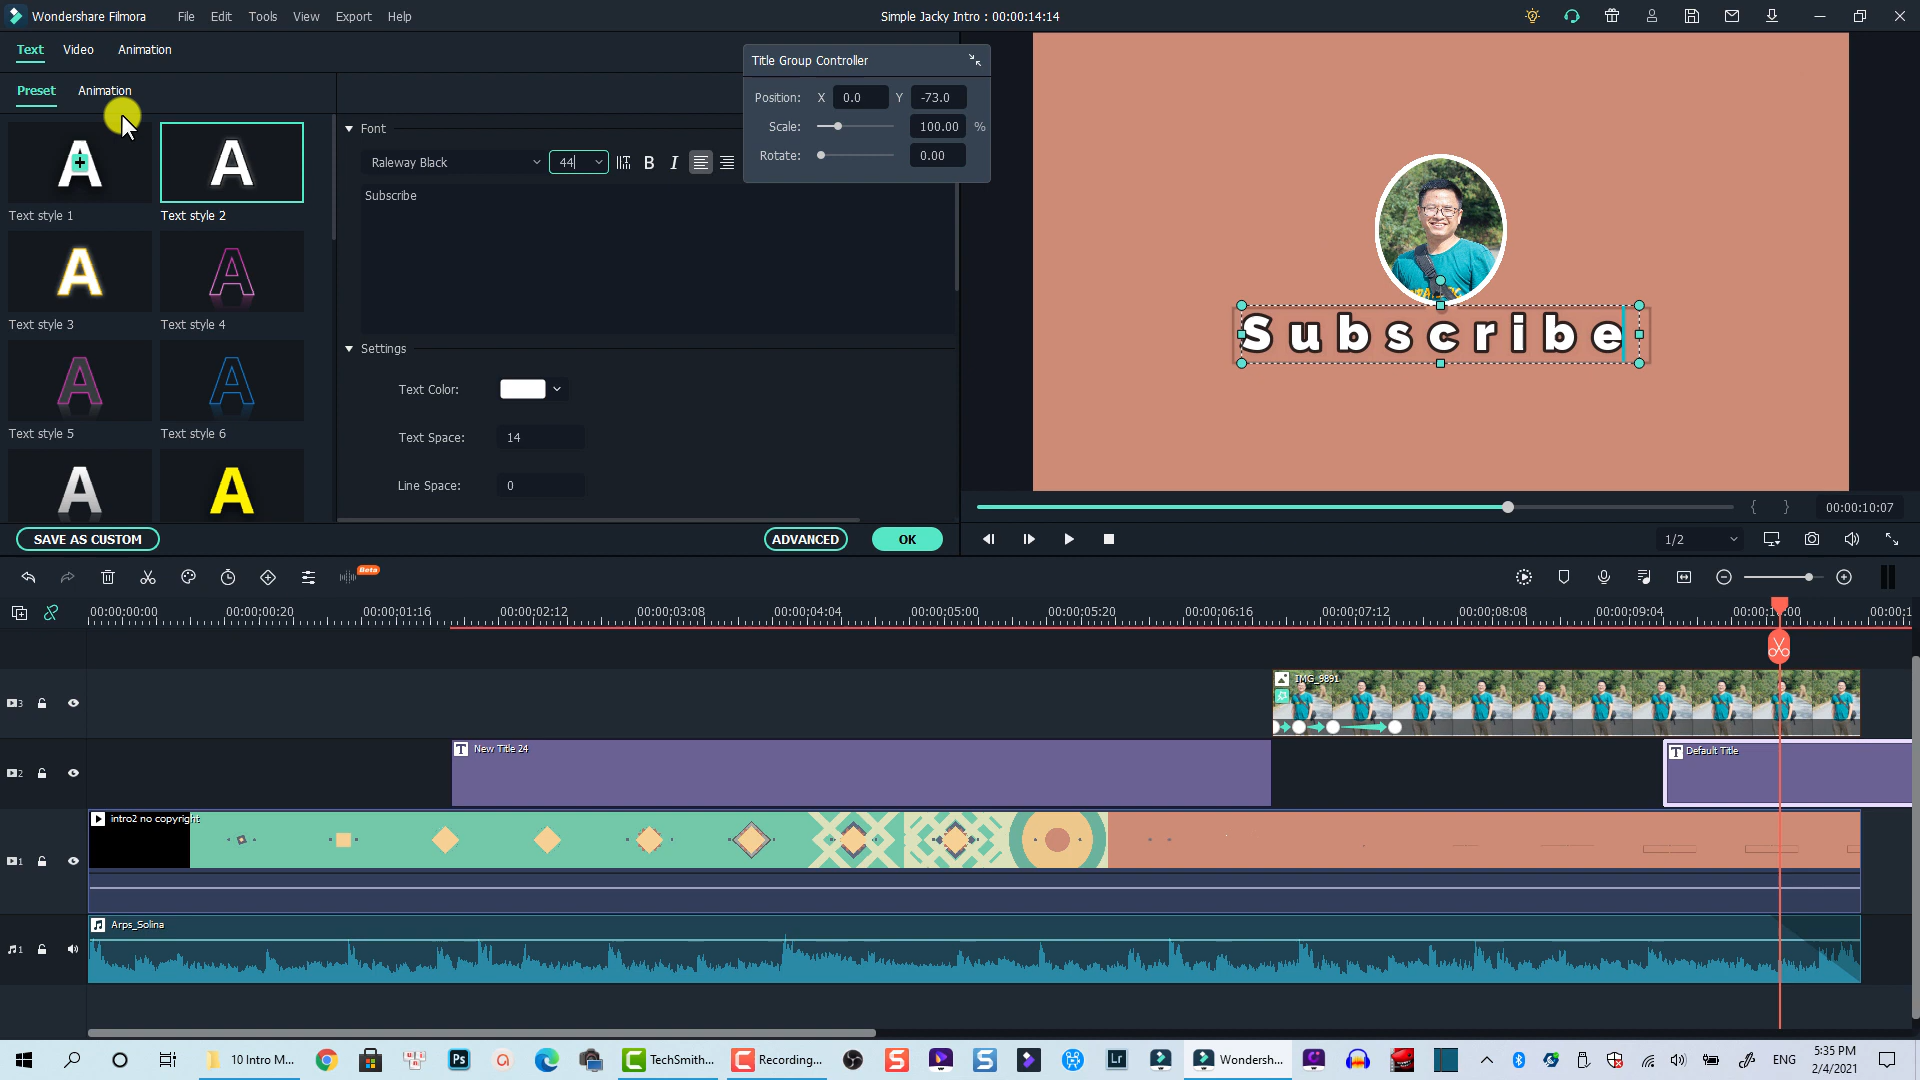 Wondershare Filmora
File Edit Tools View Export Help
Simple Jacky Intro : 00:00:14:14
Text Video Animation
Title Group Controller
Preset Animation
Position: X 0.0 Y -73.0
Scale: 100.00 %
Rotate: 0.00
Font
Raleway Black 44 B I
Subscribe
Text style 1
Text style 2
Text style 3
Text style 4
Text style 5
Text style 6
Settings
Text Color:
Text Space: 14
Line Space: 0
Subscribe
SAVE AS CUSTOM ADVANCED OK
00:00:10:07
1/2
Beta
00:00:00:00 00:00:00:20 00:00:01:16 00:00:02:12 00:00:03:08 00:00:04:04 00:00:05:00 00:00:05:20 00:00:06:16 00:00:07:12 00:00:08:08 00:00:09:04
IMG_9891
3
New Title 24
Default Title
2
intro2 no copyright
1
Arps_Solina
1
10 Intro M...
Ps
TechSmith...
Recording...
Lr
Wondersh...
ENG
5:35 PM
2/4/2021